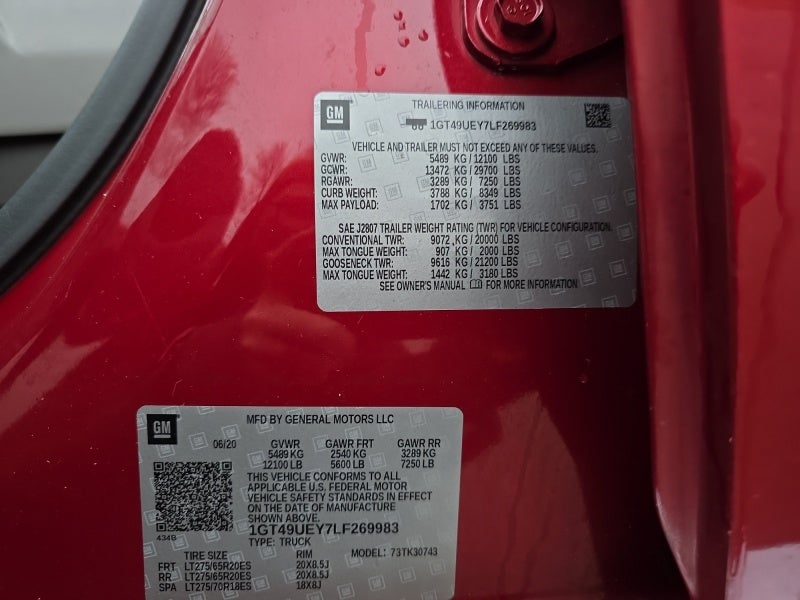 GM
TRAILERING INFORMATION
1GT49UEY7LF269983
VEHICLE AND TRAILER MUST NOT EXCEED ANY OF THESE VALUES.
GVWR: 5489 KG / 12100 LBS
GCWR: 13472 KG / 29700 LBS
RGAWR: 3289 KG / 7250 LBS
CURB WEIGHT: 3788 KG / 8349 LBS
MAX PAYLOAD: 1702 KG / 3751 LBS
SAE J2807 TRAILER WEIGHT RATING (TWR) FOR VEHICLE CONFIGURATION.
CONVENTIONAL TWR: 9072 KG / 20000 LBS
MAX TONGUE WEIGHT: 907 KG / 2000 LBS
GOOSENECK TWR: 9616 KG / 21200 LBS
MAX TONGUE WEIGHT: 1442 KG / 3180 LBS
SEE OWNER'S MANUAL FOR MORE INFORMATION
GM
MFD BY GENERAL MOTORS LLC
06/20 GVWR GAWR FRT GAWR RR
5489 KG 2540 KG 3289 KG
12100 LB 5600 LB 7250 LB
THIS VEHICLE CONFORMS TO ALL
APPLICABLE U.S. FEDERAL MOTOR
VEHICLE SAFETY STANDARDS IN EFFECT
ON THE DATE OF MANUFACTURE
SHOWN ABOVE.
434B
1GT49UEY7LF269983
TYPE: TRUCK
TIRE SIZE RIM MODEL: 73TK30743
FRT LT275/65R20ES 20X8.5J
RR LT275/65R20ES 20X8.5J
SPA LT275/70R18ES 18X8J